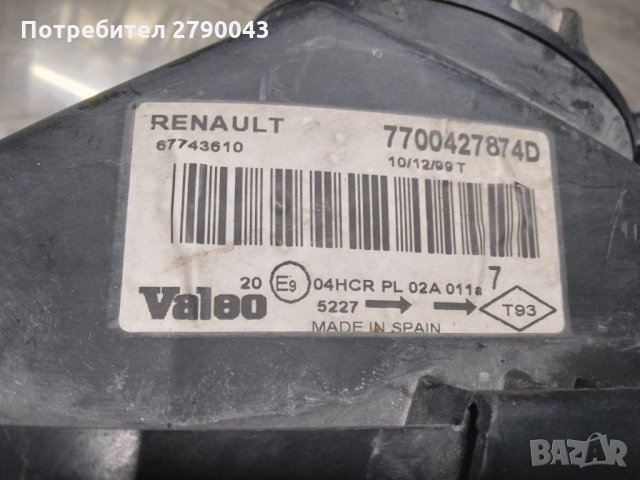 Потребител 2790043
RENAULT 7700427874D
67743610 10/12/99 T
20 E9 04HCR PL 02A 011a 7
Valeo 5227 T93
MADE IN SPAIN
BAZAR